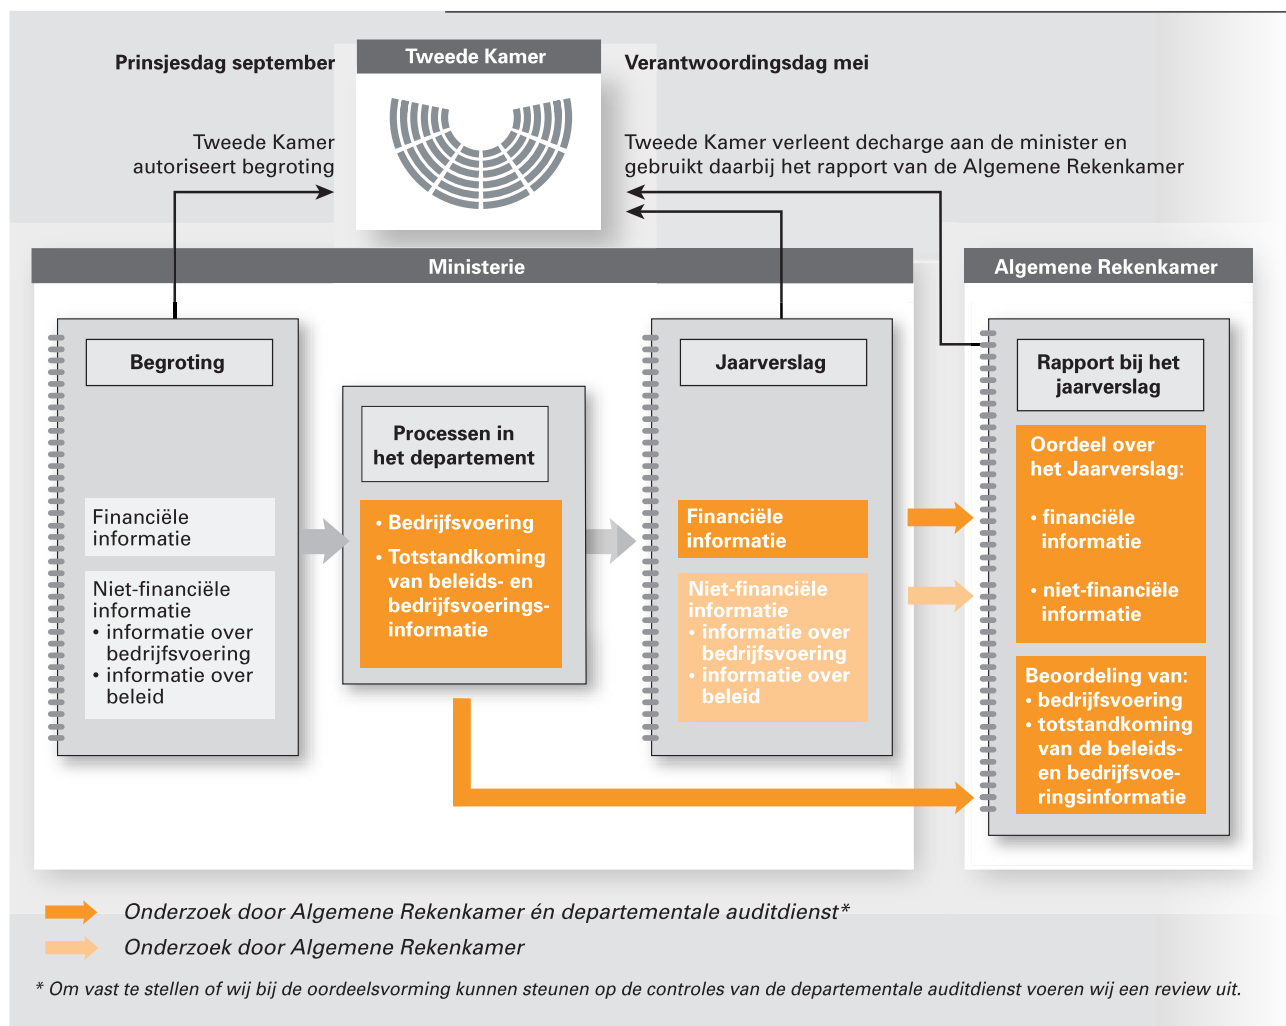 Prinsjesdag september
Tweede Kamer
Verantwoordingsdag mei
Tweede Kamer
autoriseert begroting
Tweede Kamer verleent decharge aan de minister en
gebruikt daarbij het rapport van de Algemene Rekenkamer
Ministerie
Algemene Rekenkamer
Begroting
Financiële
informatie
Niet-financiële
informatie
• informatie over
bedrijfsvoering
• informatie over
beleid
Processen in
het departement
• Bedrijfsvoering
• Totstandkoming
van beleids- en
bedrijfsvoerings-
informatie
Jaarverslag
Financiële
informatie
Niet-financiële
informatie
• informatie over
bedrijfsvoering
• informatie over
beleid
Rapport bij het
jaarverslag
Oordeel over
het Jaarverslag:
• financiële
informatie
• niet-financiële
informatie
Beoordeling van:
• bedrijfsvoering
• totstandkoming
van de beleids-
en bedrijfsvoe-
ringsinformatie
Onderzoek door Algemene Rekenkamer én departementale auditdienst*
Onderzoek door Algemene Rekenkamer
* Om vast te stellen of wij bij de oordeelsvorming kunnen steunen op de controles van de departementale auditdienst voeren wij een review uit.